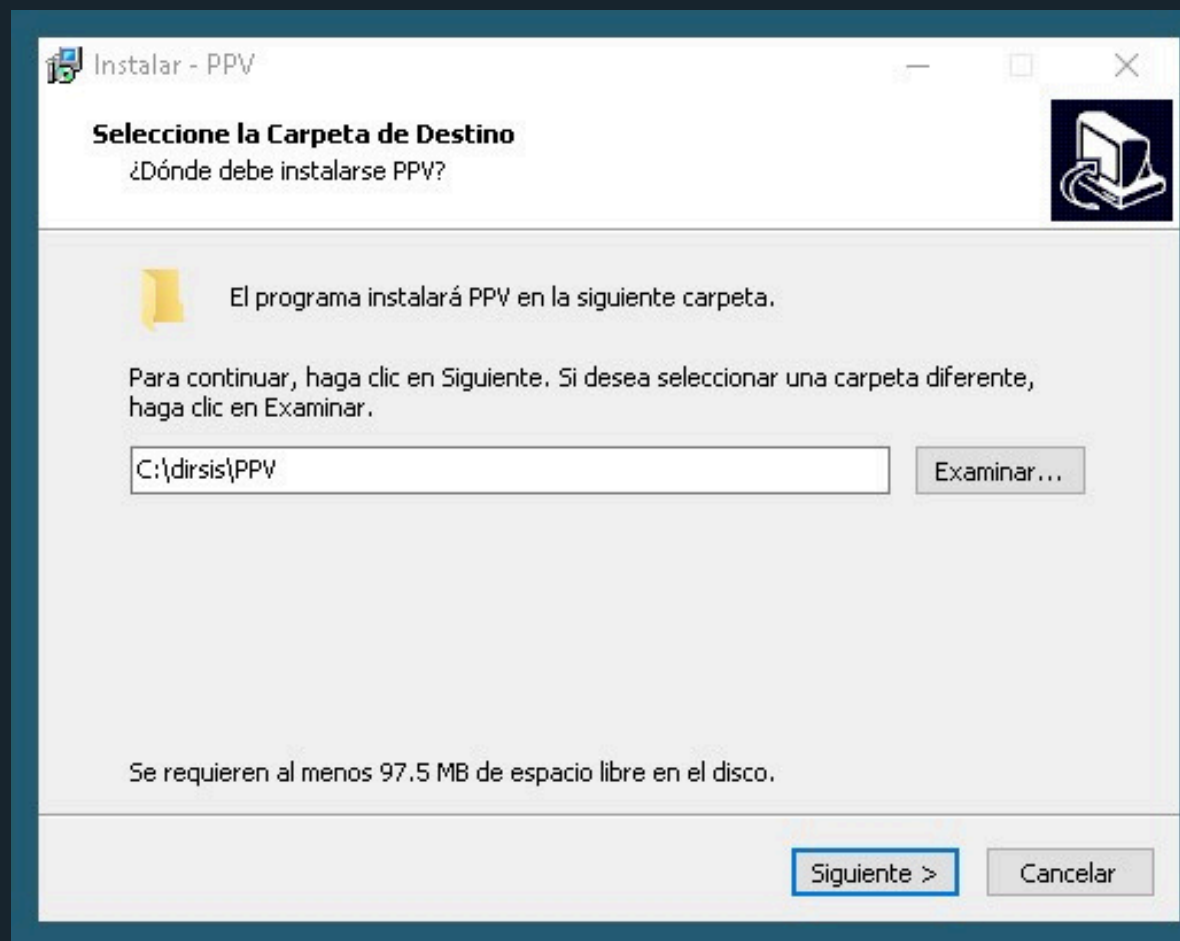 Instalar - PPV
Seleccione la Carpeta de Destino
¿Dónde debe instalarse PPV?
El programa instalará PPV en la siguiente carpeta.
Para continuar, haga clic en Siguiente. Si desea seleccionar una carpeta diferente,
haga clic en Examinar.
C:\dirsis\PPV
Examinar...
Se requieren al menos 97.5 MB de espacio libre en el disco.
Siguiente >
Cancelar